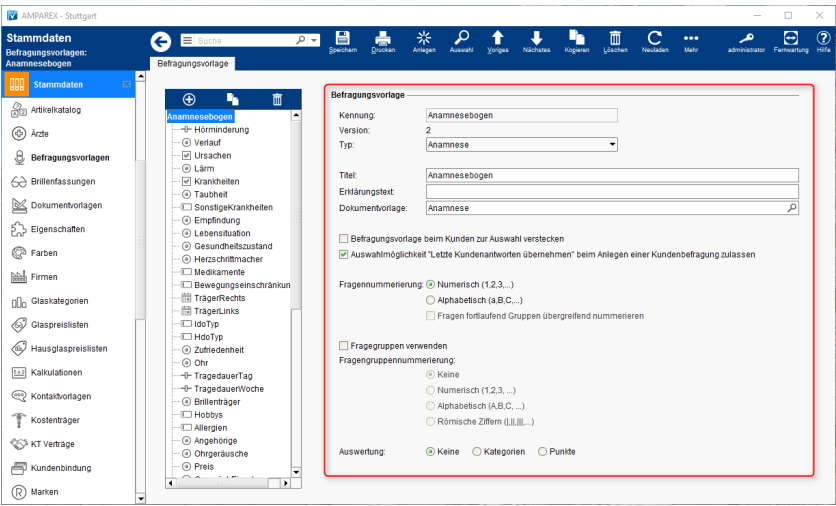 AMPAREX - Stuttgart
Stammdaten
Befragungsvorlagen:
Anamnesebogen
Suche
Speichern
Drucken
Anlegen
Auswahl
Voriges
Nächstes
Kopieren
Löschen
Neuladen
Mehr
administrator
Fernwartung
Hilfe
Befragungsvorlage
Stammdaten
Artikelkatalog
Ärzte
Befragungsvorlagen
Brillenfassungen
Dokumentvorlagen
Eigenschaften
Farben
Firmen
Glaskategorien
Glaspreislisten
Hausglaspreislisten
Kalkulationen
Kontaktvorlagen
Kostenträger
KT Verträge
Kundenbindung
Marken
Anamnesebogen
Hörminderung
Verlauf
Ursachen
Lärm
Krankheiten
Taubheit
SonstigeKrankheiten
Empfindung
Lebensituation
Gesundheitszustand
Herzschrittmacher
Medikamente
Bewegungseinschränkun
TrägerRechts
TrägerLinks
IdoTyp
HdoTyp
Zufriedenheit
Ohr
TragedauerTag
TragedauerWoche
Brillenträger
Hobbys
Allergien
Angehörige
Ohrgeräusche
Preis
Befragungsvorlage
Kennung: Anamnesebogen
Version: 2
Typ: Anamnese
Titel: Anamnesebogen
Erklärungstext:
Dokumentvorlage: Anamnese
Befragungsvorlage beim Kunden zur Auswahl verstecken
Auswahlmöglichkeit "Letzte Kundenantworten übernehmen" beim Anlegen einer Kundenbefragung zulassen
Fragennummerierung: Numerisch (1,2,3,...)
Alphabetisch (a,B,C,...)
Fragen fortlaufend Gruppen übergreifend nummerieren
Fragegruppen verwenden
Fragengruppennummerierung:
Keine
Numerisch (1,2,3, ...)
Alphabetisch (A,B,C, ...)
Römische Ziffern (|,||,|||,...)
Auswertung: Keine Kategorien Punkte